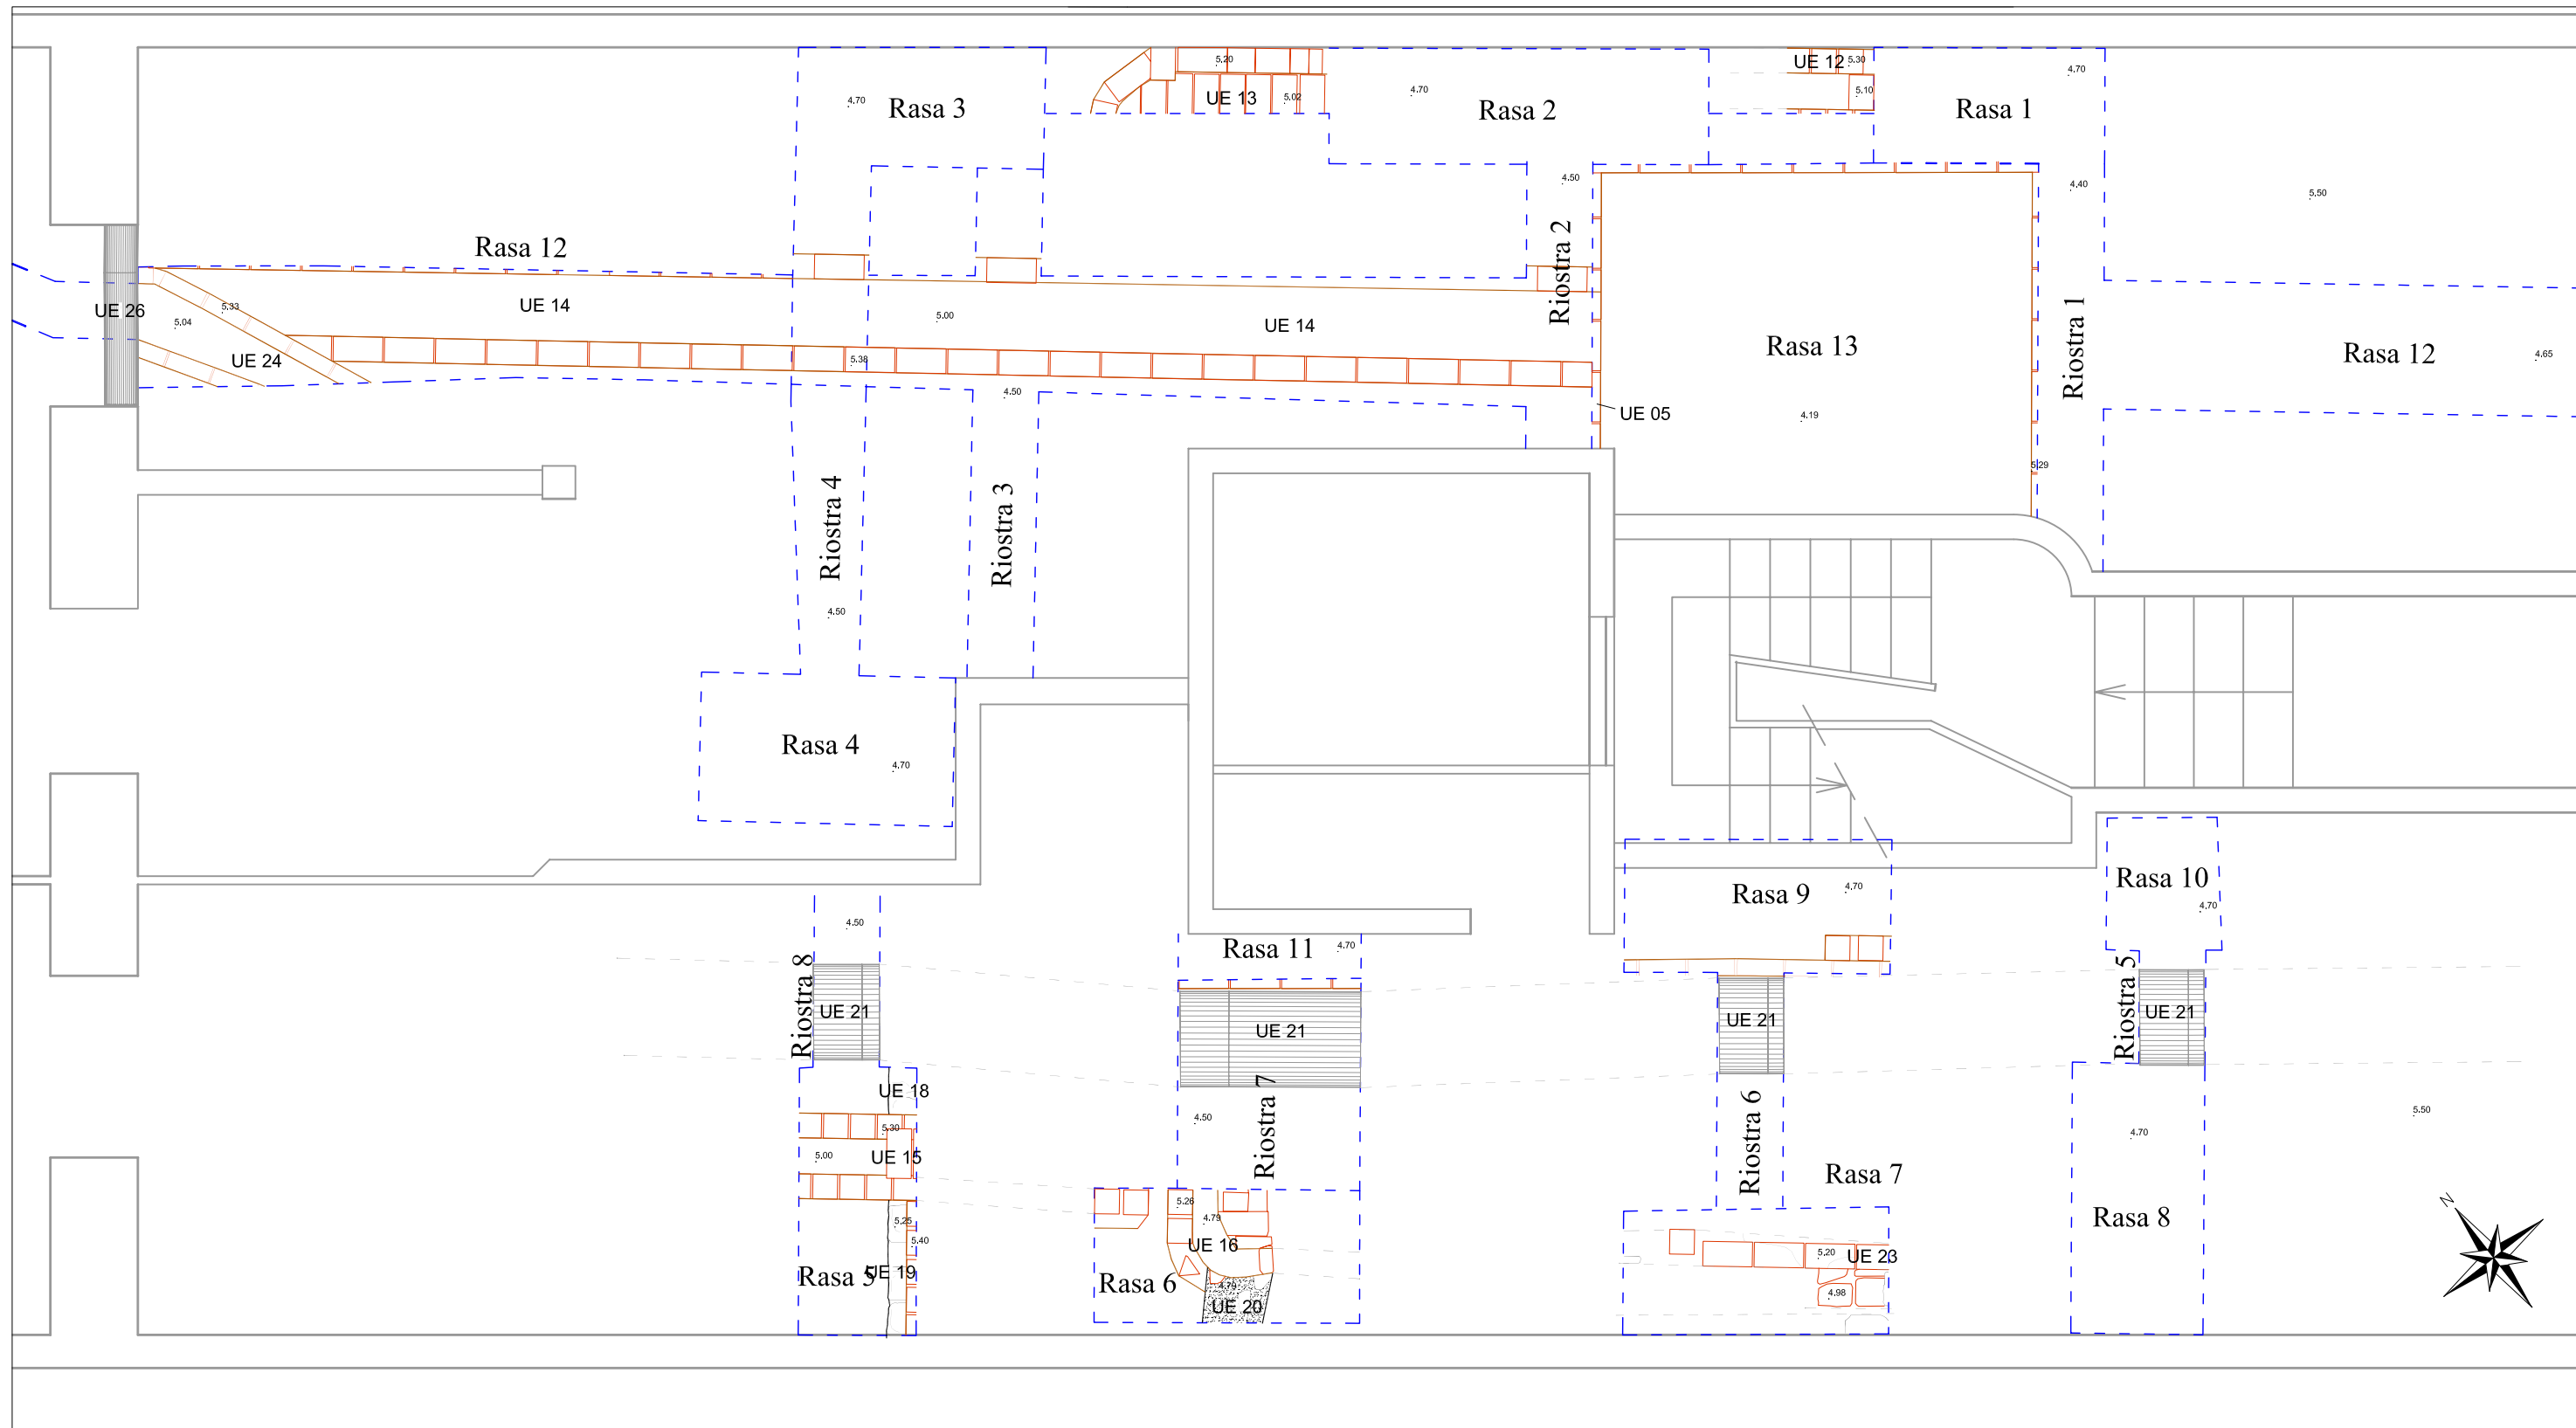 5.20
UE 12
5.30
4.70
4.70
Rasa 3
UE 13
5.02
4.70
Rasa 2
5.10
Rasa 1
4.50
4.40
5.50
Rasa 12
Riostra 2
UE 26
5.33
5.04
UE 14
5.00
UE 14
Rasa 13
Riostra 1
Rasa 12
4.65
UE 24
5.38
4.50
UE 05
4.19
5.29
Riostra 4
Riostra 3
4.50
Rasa 4
4.70
Rasa 9
4.70
Rasa 10
4.70
4.50
Rasa 11
4.70
Riostra 8
UE 21
UE 21
UE 21
Riostra 5
UE 21
UE 18
5.30
5.00
UE 15
4.50
Riostra 7
Riostra 6
5.50
4.70
Rasa 7
5.26
4.79
5.25
5.40
UE 16
Rasa 8
N
5.20
UE 23
Rasa 5
UE 19
Rasa 6
4.79
UE 20
4.98